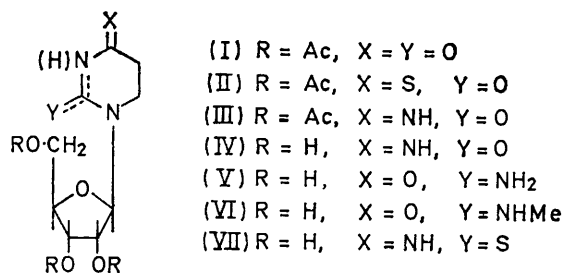 X
(H)N
Y
N
RO·CH₂
O
RO OR
(I) R = Ac, X = Y = O
(II) R = Ac, X = S, Y = O
(III) R = Ac, X = NH, Y = O
(IV) R = H, X = NH, Y = O
(V) R = H, X = O, Y = NH₂
(VI) R = H, X = O, Y = NHMe
(VII) R = H, X = NH, Y = S